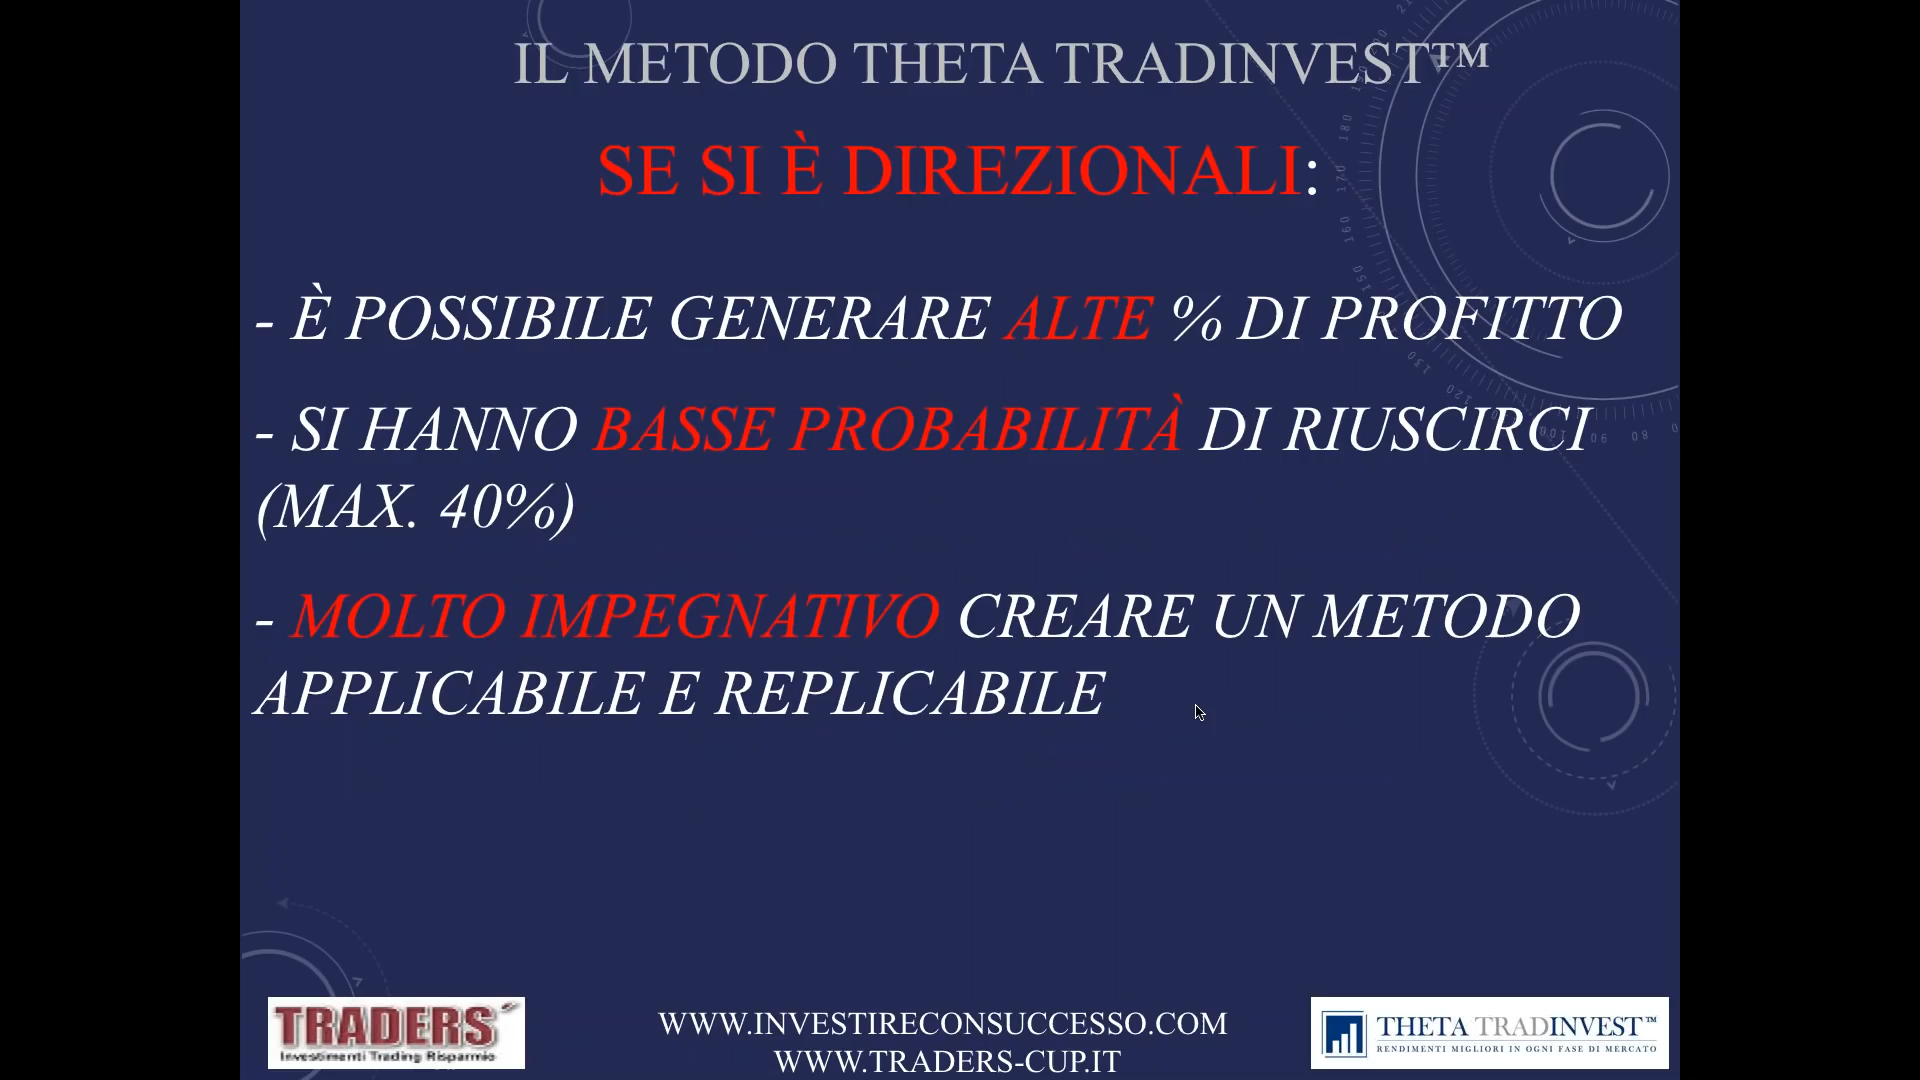 IL METODO THETA TRADINVEST™
SE SI È DIREZIONALI:
- È POSSIBILE GENERARE ALTE % DI PROFITTO
- SI HANNO BASSE PROBABILITÀ DI RIUSCIRCI
(MAX. 40%)
- MOLTO IMPEGNATIVO CREARE UN METODO
APPLICABILE E REPLICABILE
TRADERS´
Investimenti Trading Risparmio
WWW.INVESTIRECONSUCCESSO.COM
WWW.TRADERS-CUP.IT
THETA TRADINVEST™
RENDIMENTI MIGLIORI IN OGNI FASE DI MERCATO